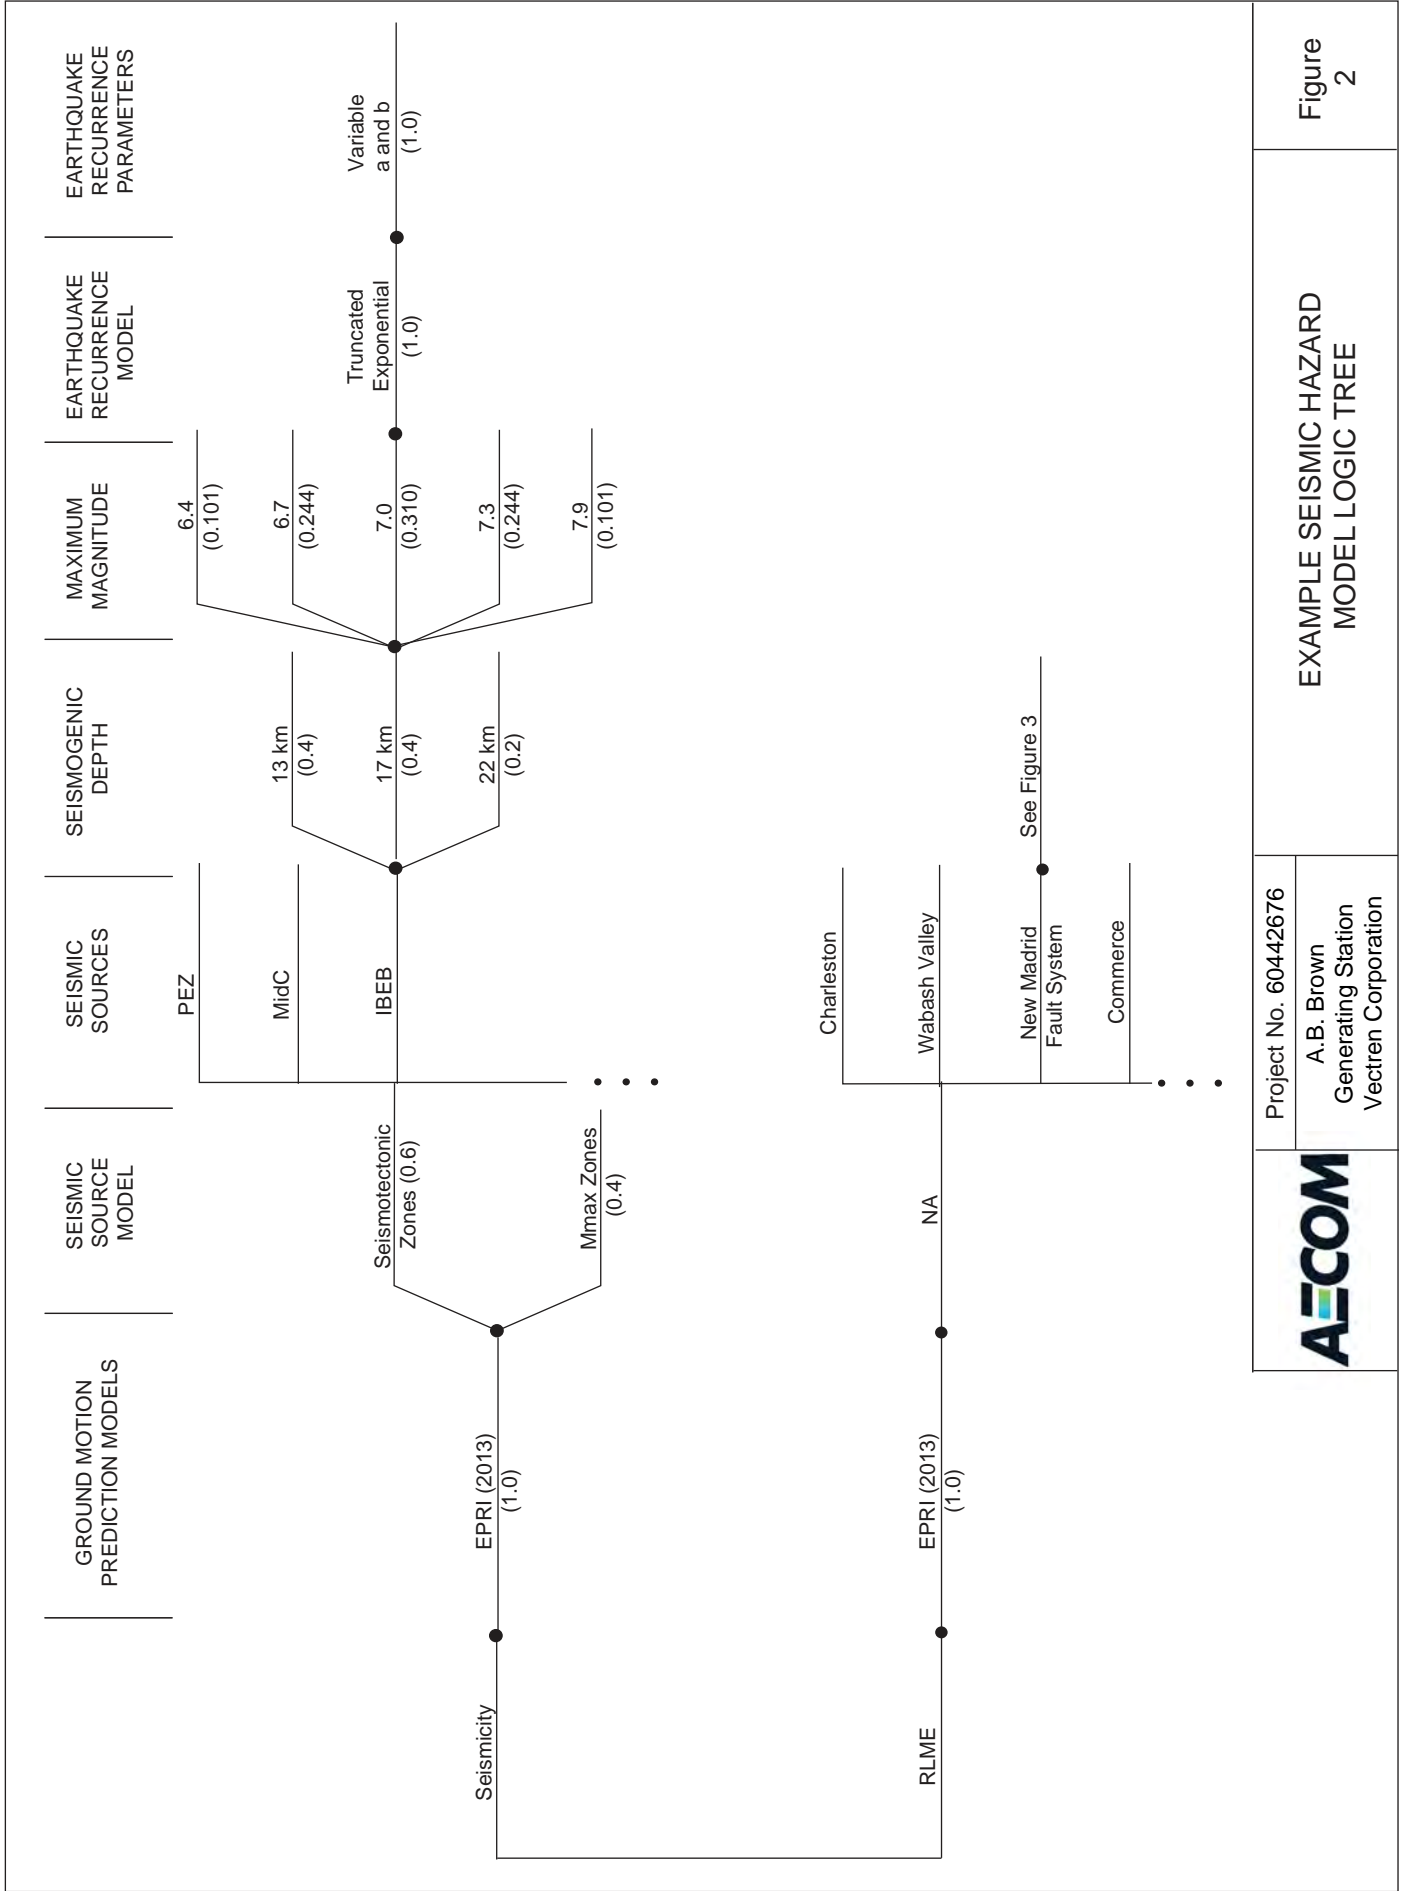 GROUND MOTION
PREDICTION MODELS
SEISMIC
SOURCE
MODEL
SEISMIC
SOURCES
SEISMOGENIC
DEPTH
MAXIMUM
MAGNITUDE
EARTHQUAKE
RECURRENCE
MODEL
EARTHQUAKE
RECURRENCE
PARAMETERS
Seismicity
EPRI (2013)
(1.0)
Seismotectonic
Zones (0.6)
Mmax Zones
(0.4)
PEZ
MidC
IBEB
13 km
(0.4)
17 km
(0.4)
22 km
(0.2)
6.4
(0.101)
6.7
(0.244)
7.0
(0.310)
7.3
(0.244)
7.9
(0.101)
Truncated
Exponential
(1.0)
Variable
a and b
(1.0)
RLME
EPRI (2013)
(1.0)
NA
Charleston
Wabash Valley
New Madrid
Fault System
Commerce
See Figure 3
AECOM
Project No. 60442676
A.B. Brown
Generating Station
Vectren Corporation
EXAMPLE SEISMIC HAZARD
MODEL LOGIC TREE
Figure
2